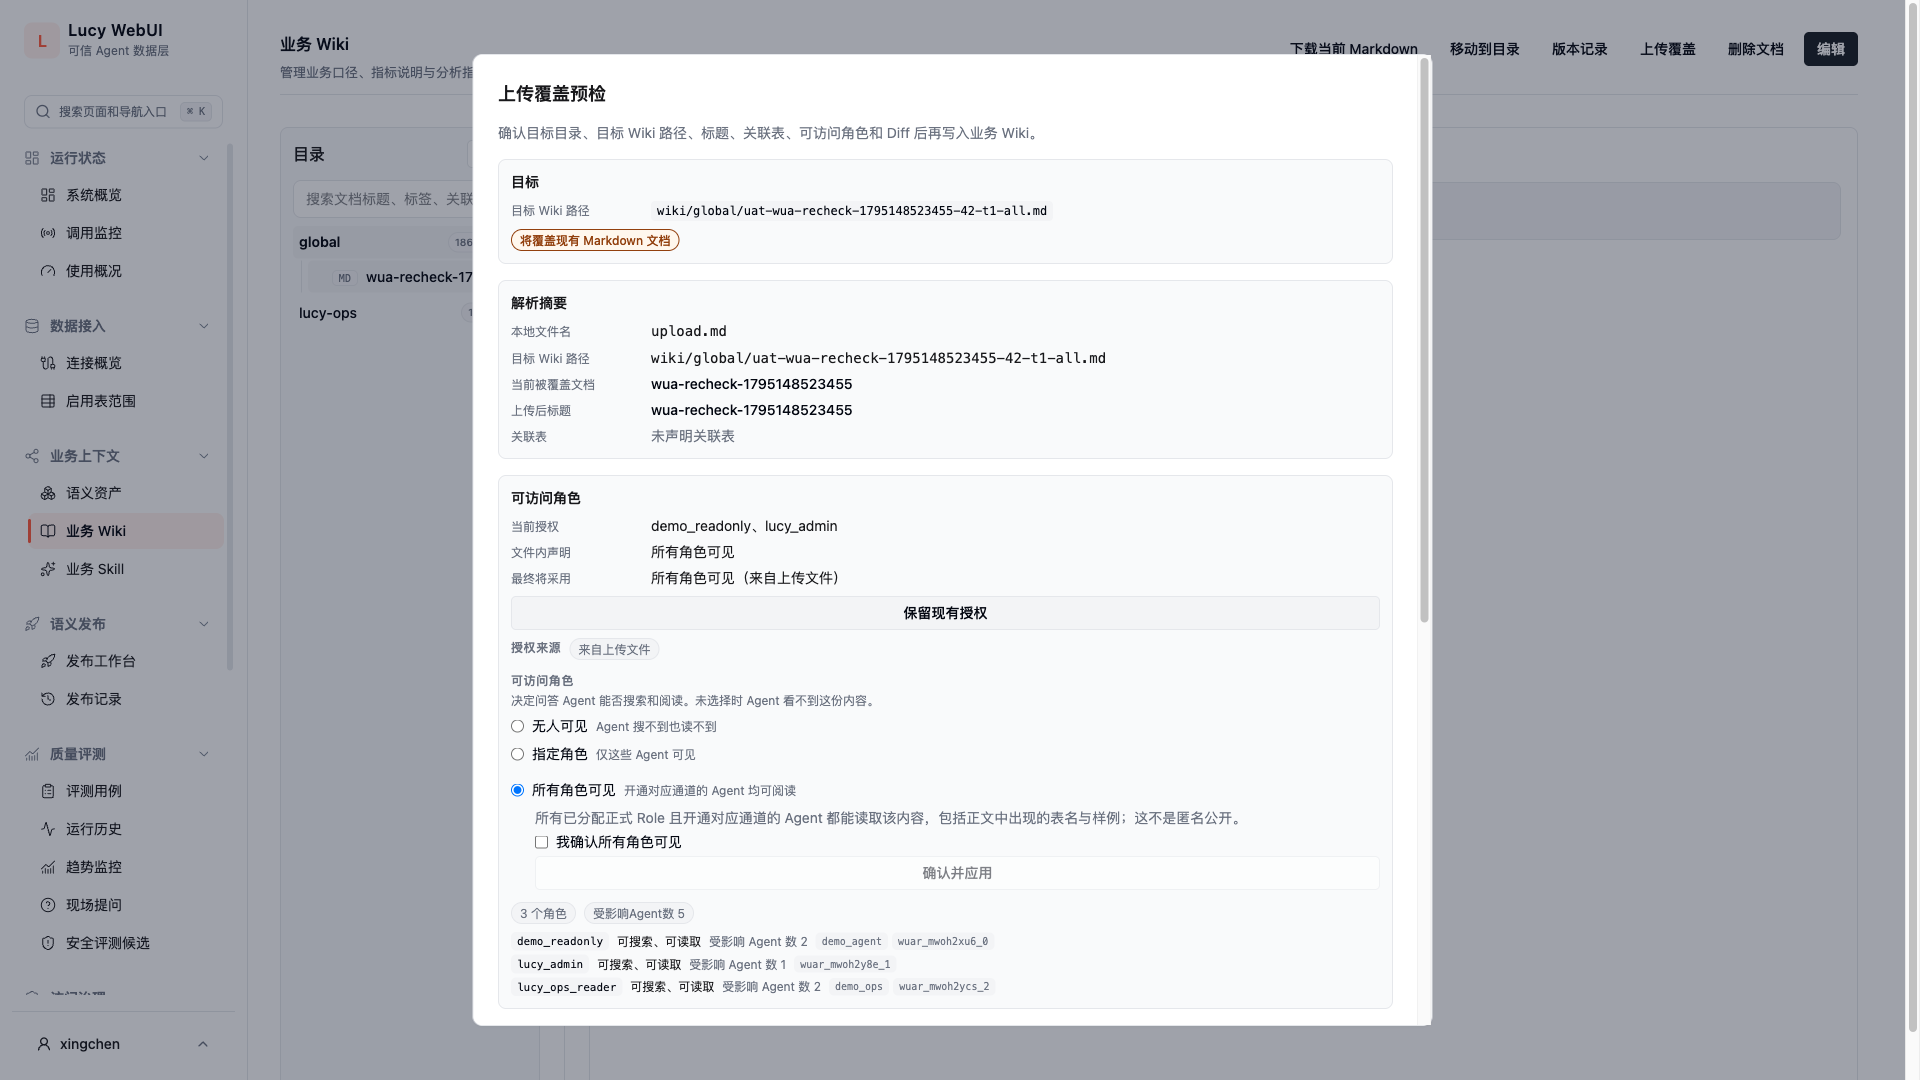 L
Lucy WebUI
可信 Agent 数据层
搜索页面和导航入口
⌘ K
运行状态
系统概览
调用监控
使用概况
数据接入
连接概览
启用表范围
业务上下文
语义资产
业务 Wiki
业务 Skill
语义发布
发布工作台
发布记录
质量评测
评测用例
运行历史
趋势监控
现场提问
安全评测候选
xingchen
业务 Wiki
管理业务口径、指标说明与分析指
下载当前 Markdown
移动到目录
版本记录
上传覆盖
删除文档
编辑
目录
搜索文档标题、标签、关联
global
186
MD
wua-recheck-17
lucy-ops
上传覆盖预检
确认目标目录、目标 Wiki 路径、标题、关联表、可访问角色和 Diff 后再写入业务 Wiki。
目标
目标 Wiki 路径 wiki/global/uat-wua-recheck-1795148523455-42-t1-all.md
将覆盖现有 Markdown 文档
解析摘要
本地文件名 upload.md
目标 Wiki 路径 wiki/global/uat-wua-recheck-1795148523455-42-t1-all.md
当前被覆盖文档 wua-recheck-1795148523455
上传后标题 wua-recheck-1795148523455
关联表 未声明关联表
可访问角色
当前授权 demo_readonly、lucy_admin
文件内声明 所有角色可见
最终将采用 所有角色可见（来自上传文件）
保留现有授权
授权来源 来自上传文件
可访问角色
决定问答 Agent 能否搜索和阅读。未选择时 Agent 看不到这份内容。
无人可见 Agent 搜不到也读不到
指定角色 仅这些 Agent 可见
所有角色可见 开通对应通道的 Agent 均可阅读
所有已分配正式 Role 且开通对应通道的 Agent 都能读取该内容，包括正文中出现的表名与样例；这不是匿名公开。
我确认所有角色可见
确认并应用
3 个角色 受影响Agent数 5
demo_readonly 可搜索、可读取 受影响 Agent 数 2 demo_agent wuar_mwoh2xu6_0
lucy_admin 可搜索、可读取 受影响 Agent 数 1 wuar_mwoh2y8e_1
lucy_ops_reader 可搜索、可读取 受影响 Agent 数 2 demo_ops wuar_mwoh2ycs_2